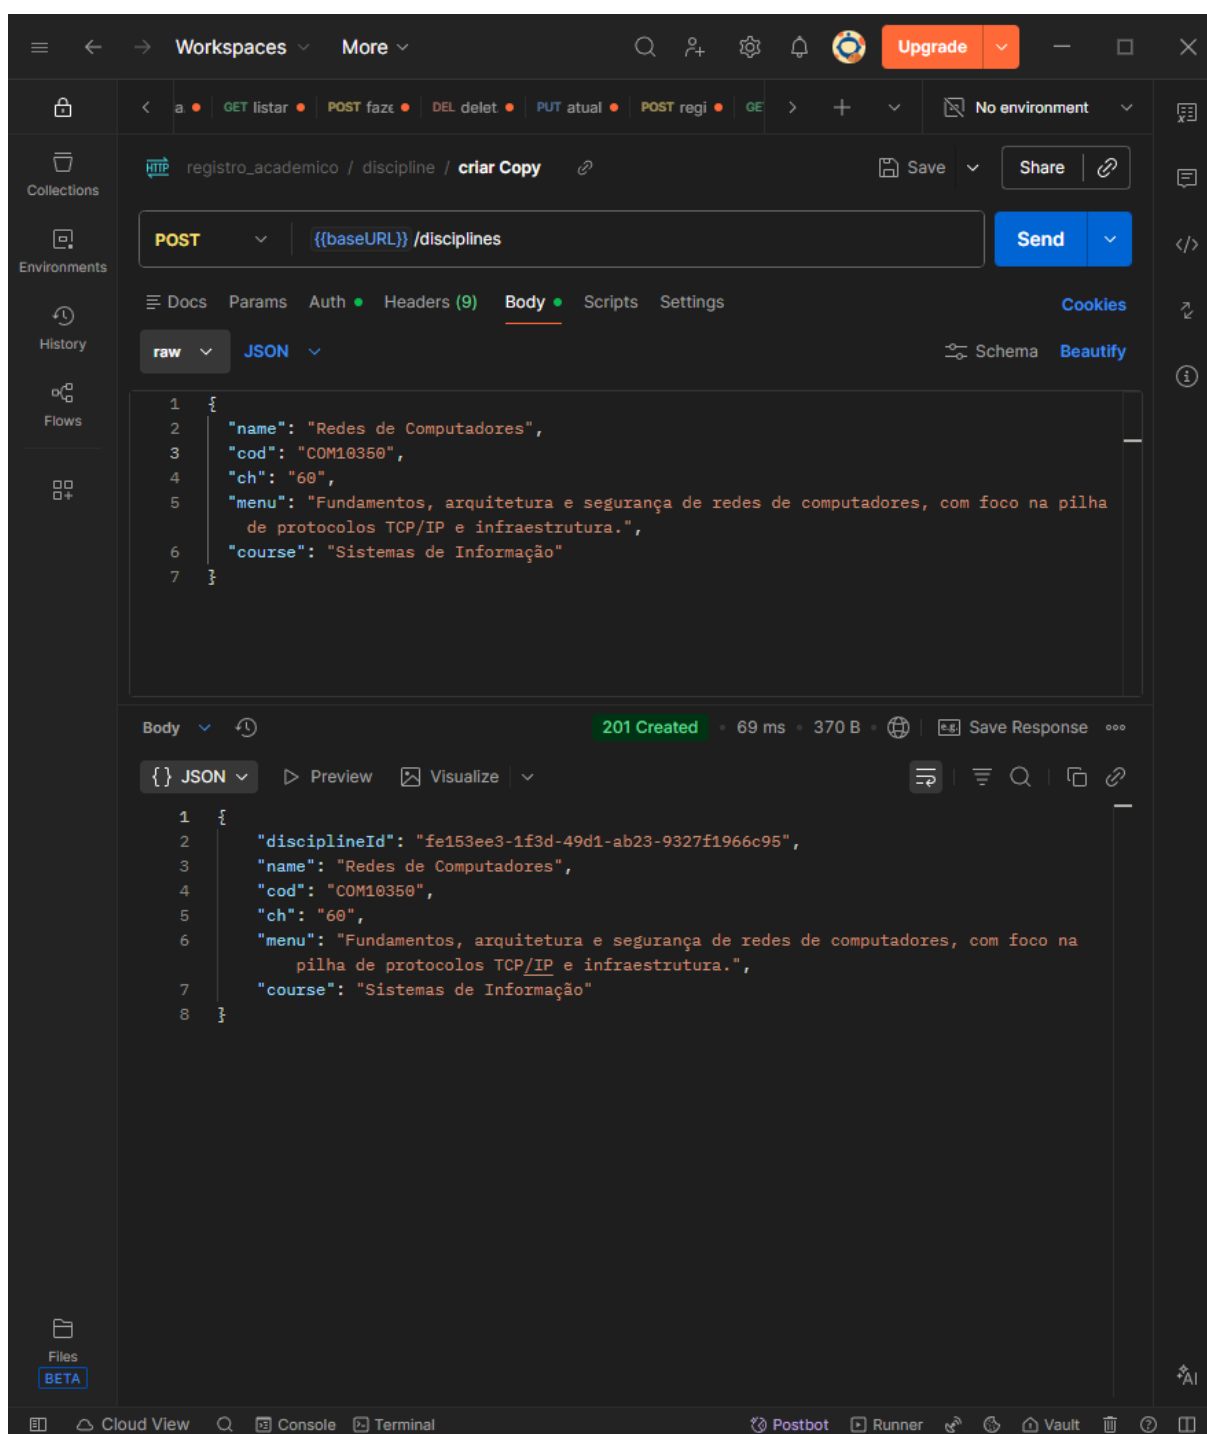 Workspaces More Upgrade
a. GET listar POST faze DEL delet PUT atual POST regi GE No environment
Collections
Environments
History
Flows
HTTP registro_academico / discipline / criar Copy Save Share
POST {{baseURL}} /disciplines Send
Docs Params Auth Headers (9) Body Scripts Settings Cookies
raw JSON Schema Beautify
1 {
2 "name": "Redes de Computadores",
3 "cod": "COM10350",
4 "ch": "60",
5 "menu": "Fundamentos, arquitetura e segurança de redes de computadores, com foco na pilha
de protocolos TCP/IP e infraestrutura.",
6 "course": "Sistemas de Informação"
7 }
Body 201 Created 69 ms 370 B e.g. Save Response
{} JSON Preview Visualize
1 {
2 "disciplineId": "fe153ee3-1f3d-49d1-ab23-9327f1966c95",
3 "name": "Redes de Computadores",
4 "cod": "COM10350",
5 "ch": "60",
6 "menu": "Fundamentos, arquitetura e segurança de redes de computadores, com foco na
pilha de protocolos TCP/IP e infraestrutura.",
7 "course": "Sistemas de Informação"
8 }
Files
BETA
AI
Cloud View Console Terminal Postbot Runner Vault